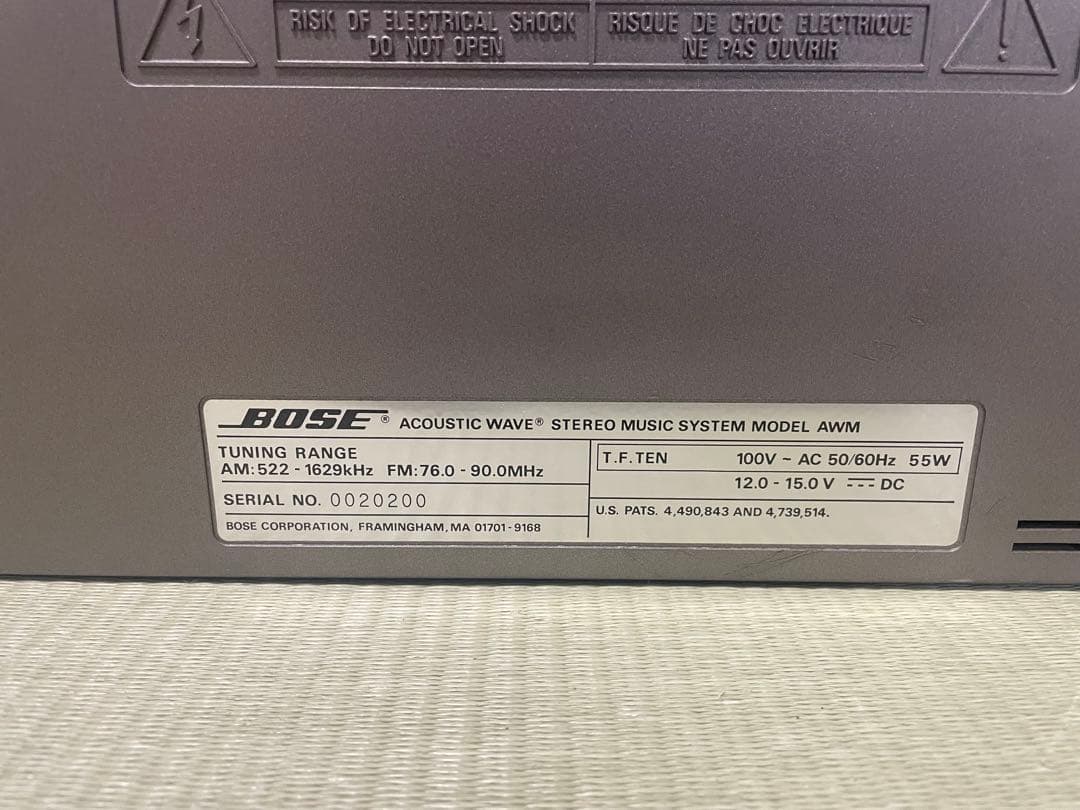 RISK OF ELECTRICAL SHOCK
DO NOT OPEN
RISQUE DE CHOC ELECTRIQUE
NE PAS OUVRIR
BOSE® ACOUSTIC WAVE® STEREO MUSIC SYSTEM MODEL AWM
TUNING RANGE
AM:522 - 1629kHz FM:76.0 - 90.0MHz
SERIAL NO. 0020200
BOSE CORPORATION, FRAMINGHAM, MA 01701-9168
T.F.TEN 100V ~ AC 50/60Hz 55W
12.0 - 15.0 V ⎓ DC
U.S. PATS. 4,490,843 AND 4,739,514.